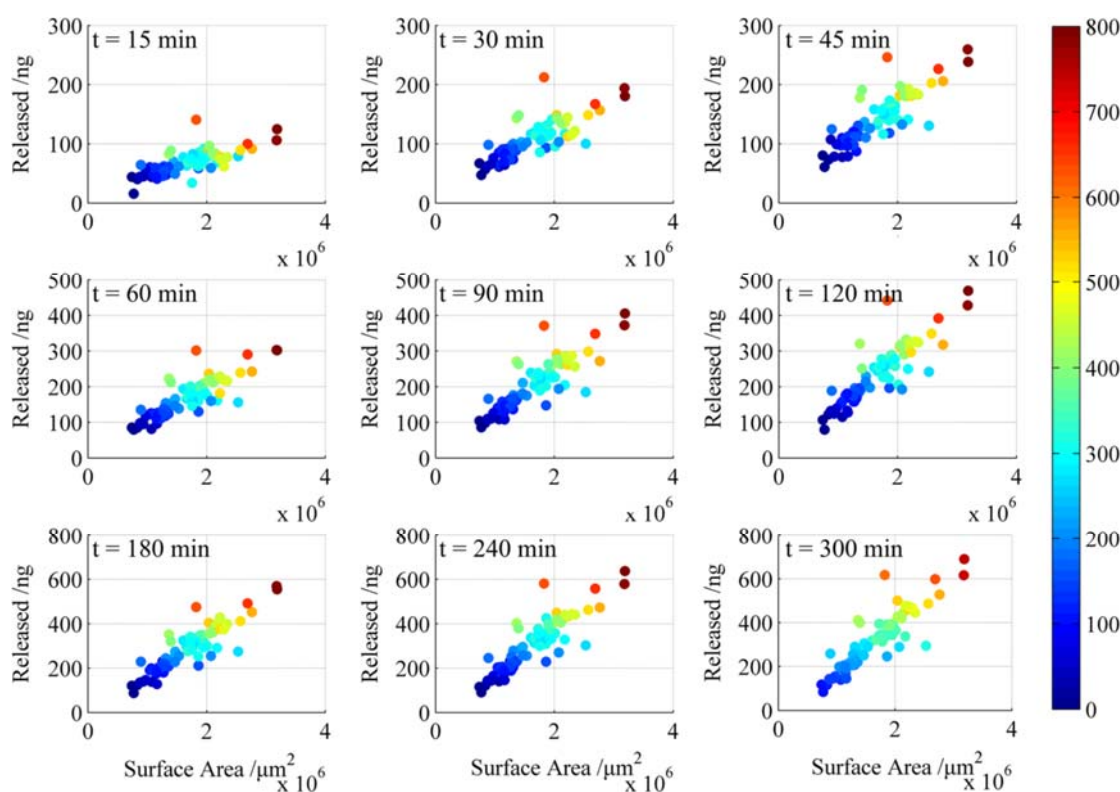 t = 15 min
Released /ng
300
200
100
0
0
2
4
x 10^6
t = 30 min
Released /ng
300
200
100
0
0
2
4
x 10^6
t = 45 min
Released /ng
300
200
100
0
0
2
4
x 10^6
t = 60 min
Released /ng
500
400
300
200
100
0
0
2
4
x 10^6
t = 90 min
Released /ng
500
400
300
200
100
0
0
2
4
x 10^6
t = 120 min
Released /ng
500
400
300
200
100
0
0
2
4
x 10^6
t = 180 min
Released /ng
800
600
400
200
0
0
2
4
Surface Area /μm²
x 10^6
t = 240 min
Released /ng
800
600
400
200
0
0
2
4
Surface Area /μm²
x 10^6
t = 300 min
Released /ng
800
600
400
200
0
0
2
4
Surface Area /μm²
x 10^6
800
700
600
500
400
300
200
100
0